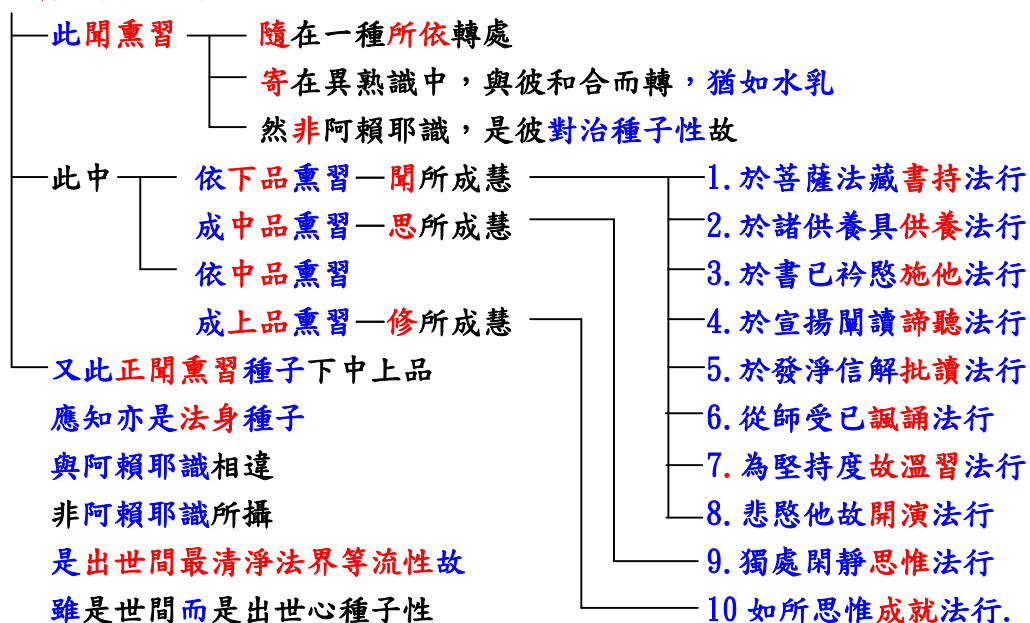 此聞熏習
隨在一種所依轉處
寄在異熟識中，與彼和合而轉，猶如水乳
然非阿賴耶識，是彼對治種子性故
此中
依下品熏習—聞所成慧
成中品熏習—思所成慧
依中品熏習
成上品熏習—修所成慧
1.於菩薩法藏書持法行
2.於諸供養具供養法行
3.於書已衿愍施他法行
4.於宣揚闡讀諦聽法行
5.於發淨信解批讀法行
6.從師受已諷誦法行
7.為堅持度故溫習法行
8.悲愍他故開演法行
9.獨處閑靜思惟法行
10如所思惟成就法行.
又此正聞熏習種子下中上品
應知亦是法身種子
與阿賴耶識相違
非阿賴耶識所攝
是出世間最清淨法界等流性故
雖是世間而是出世心種子性